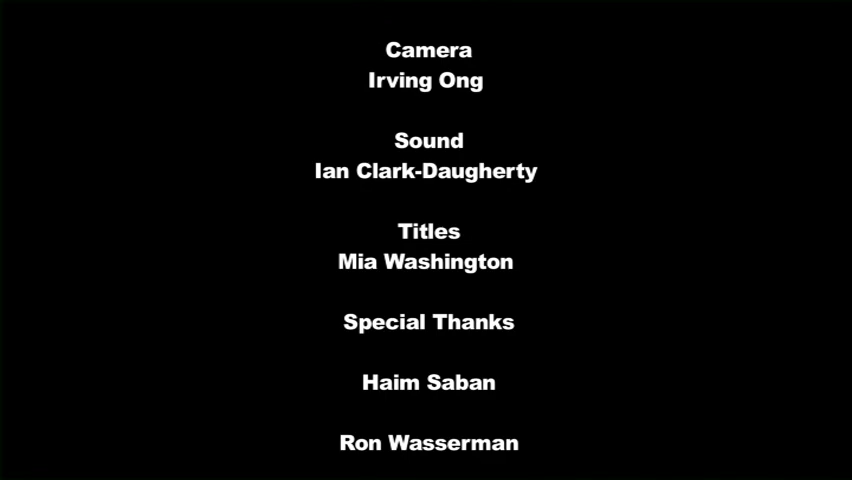 Camera
Irving Ong
Sound
Ian Clark-Daugherty
Titles
Mia Washington
Special Thanks
Haim Saban
Ron Wasserman